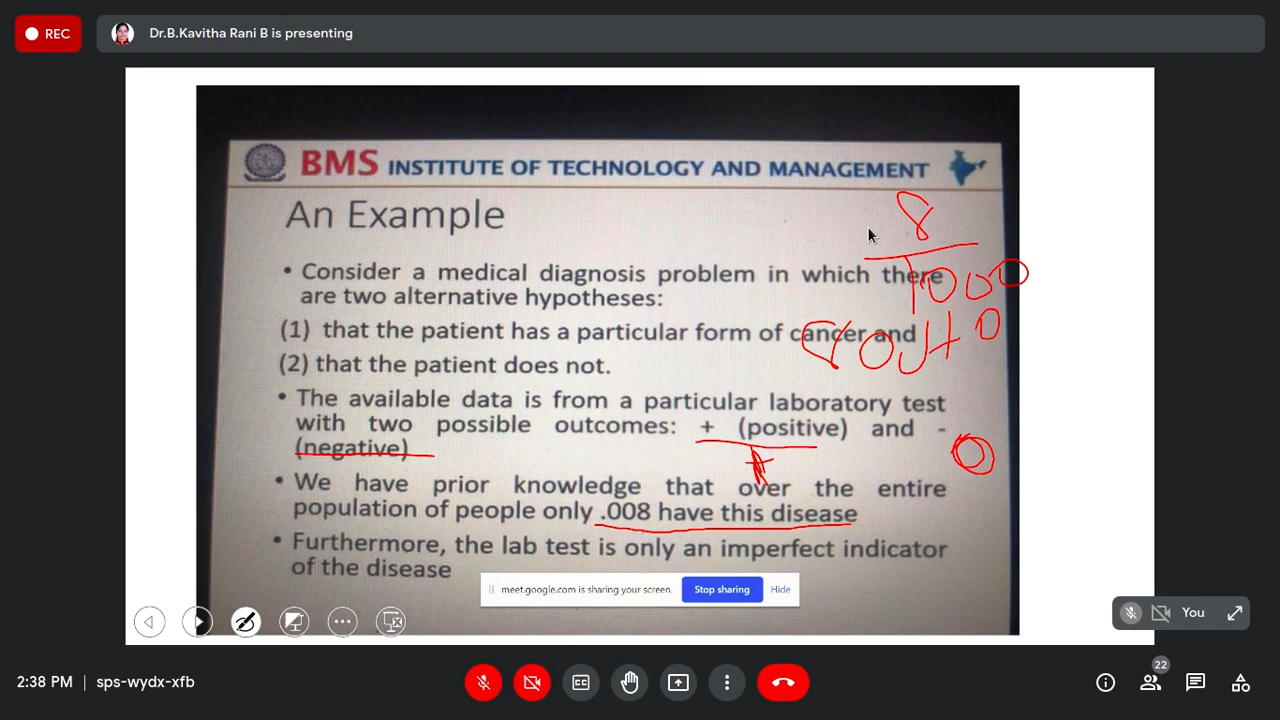 REC
Dr.B.Kavitha Rani B is presenting
BMS INSTITUTE OF TECHNOLOGY AND MANAGEMENT
An Example
8
1000
• Consider a medical diagnosis problem in which there
are two alternative hypotheses:
(1) that the patient has a particular form of cancer and
(2) that the patient does not.
• The available data is from a particular laboratory test
with two possible outcomes: + (positive) and -
(negative)
• We have prior knowledge that over the entire
population of people only .008 have this disease
• Furthermore, the lab test is only an imperfect indicator
of the disease
meet.google.com is sharing your screen.
Stop sharing
Hide
You
2:38 PM | sps-wydx-xfb
22